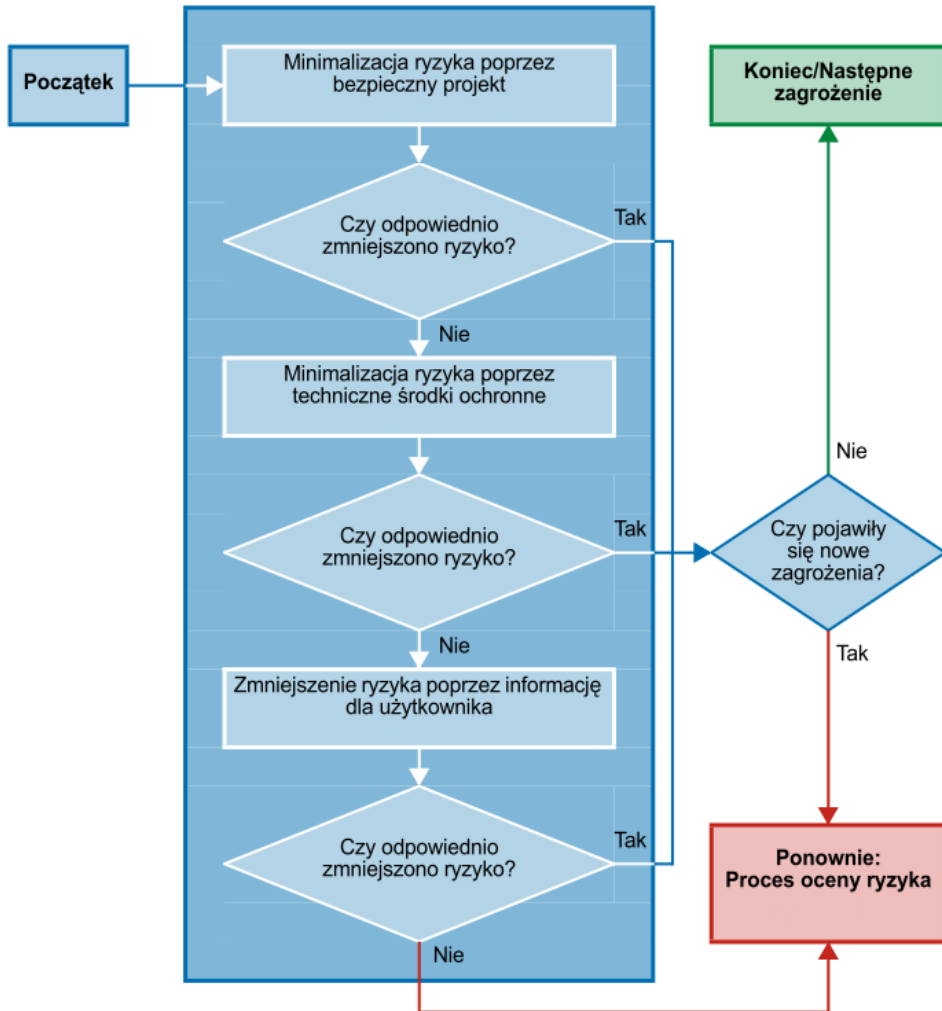 Początek
Minimalizacja ryzyka poprzez
bezpieczny projekt
Koniec/Następne
zagrożenie
Czy odpowiednio
zmniejszono ryzyko?
Tak
Nie
Minimalizacja ryzyka poprzez
techniczne środki ochronne
Czy odpowiednio
zmniejszono ryzyko?
Tak
Nie
Czy pojawiły
się nowe
zagrożenia?
Nie
Tak
Zmniejszenie ryzyka poprzez informację
dla użytkownika
Czy odpowiednio
zmniejszono ryzyko?
Tak
Nie
Ponownie:
Proces oceny ryzyka